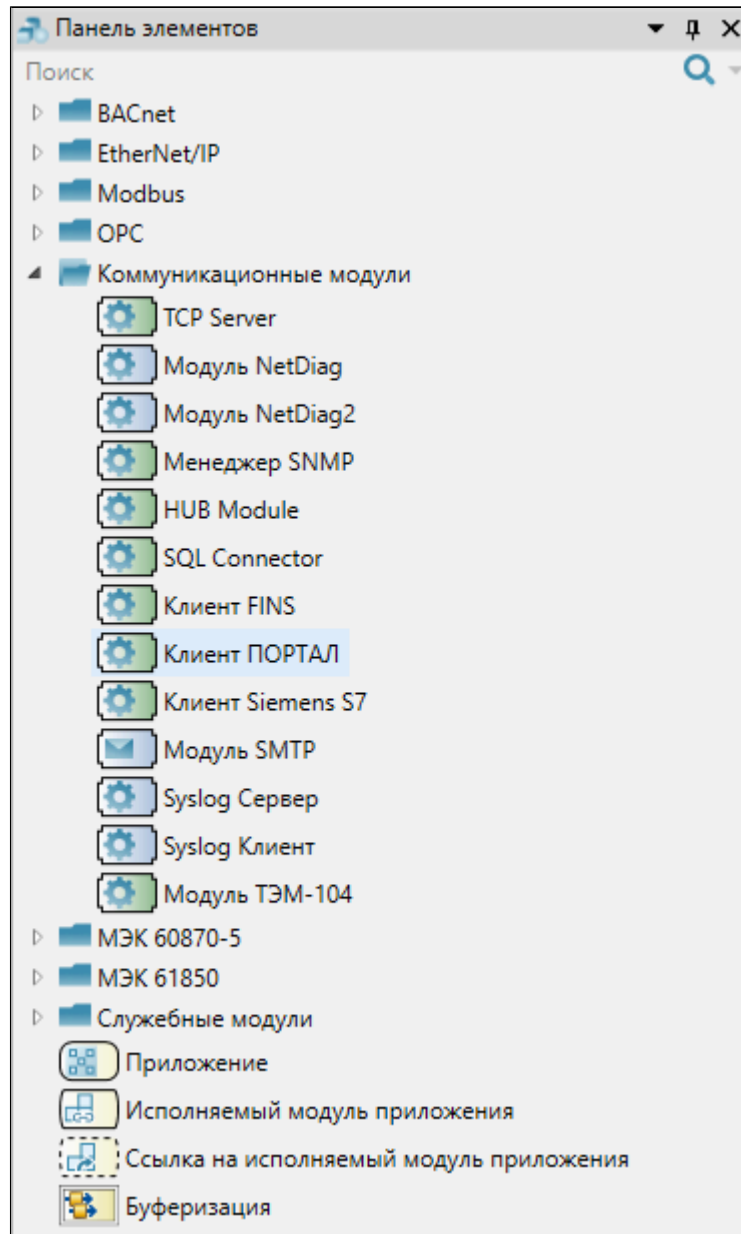 Панель элементов
Поиск
BACnet
EtherNet/IP
Modbus
OPC
Коммуникационные модули
TCP Server
Модуль NetDiag
Модуль NetDiag2
Менеджер SNMP
HUB Module
SQL Connector
Клиент FINS
Клиент ПОРТАЛ
Клиент Siemens S7
Модуль SMTP
Syslog Сервер
Syslog Клиент
Модуль ТЭМ-104
МЭК 60870-5
МЭК 61850
Служебные модули
Приложение
Исполняемый модуль приложения
Ссылка на исполняемый модуль приложения
Буферизация